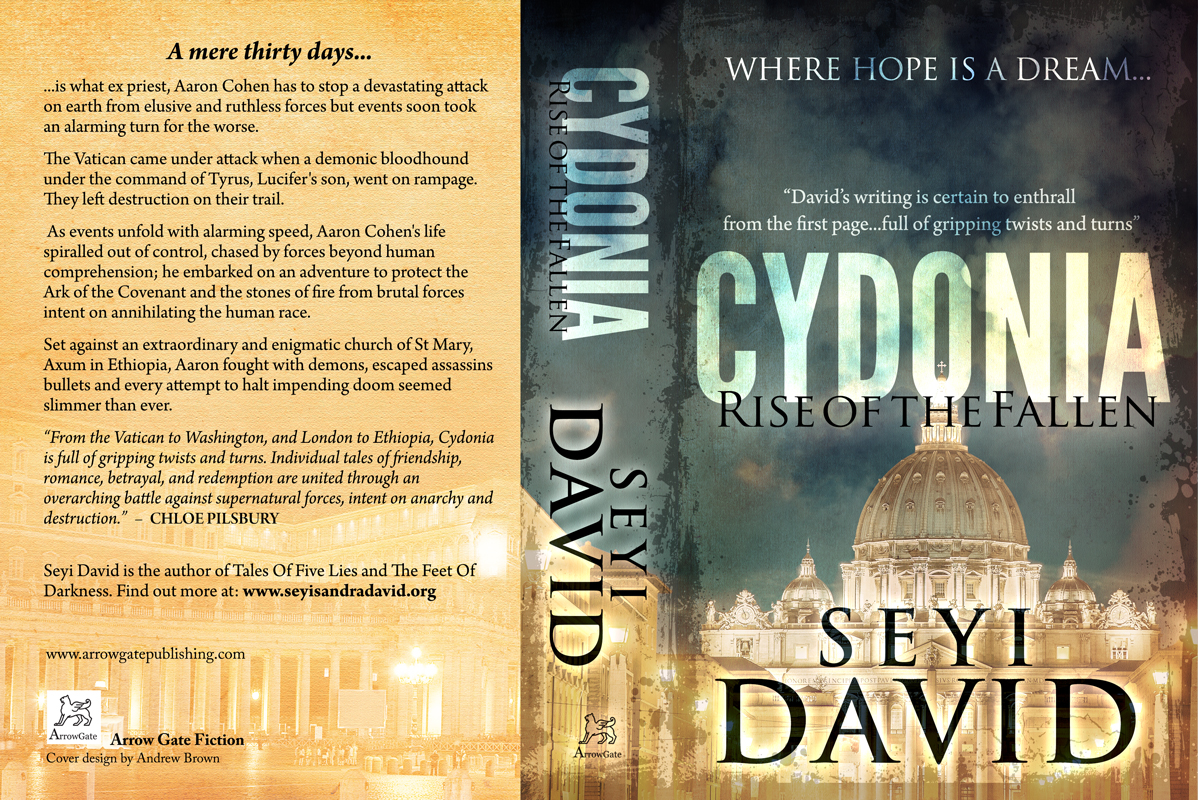 A mere thirty days...
...is what ex priest, Aaron Cohen has to stop a devastating attack
on earth from elusive and ruthless forces but events soon took
an alarming turn for the worse.
The Vatican came under attack when a demonic bloodhound
under the command of Tyrus, Lucifer's son, went on rampage.
They left destruction on their trail.
As events unfold with alarming speed, Aaron Cohen's life
spiralled out of control, chased by forces beyond human
comprehension; he embarked on an adventure to protect the
Ark of the Covenant and the stones of fire from brutal forces
intent on annihilating the human race.
Set against an extraordinary and enigmatic church of St Mary,
Axum in Ethiopia, Aaron fought with demons, escaped assassins
bullets and every attempt to halt impending doom seemed
slimmer than ever.
“From the Vatican to Washington, and London to Ethiopia, Cydonia
is full of gripping twists and turns. Individual tales of friendship,
romance, betrayal, and redemption are united through an
overarching battle against supernatural forces, intent on anarchy and
destruction.” – CHLOE PILSBURY
Seyi David is the author of Tales Of Five Lies and The Feet Of
Darkness. Find out more at: www.seyisandradavid.org
www.arrowgatepublishing.com
ArrowGate
Arrow Gate Fiction
Cover design by Andrew Brown
CYDONIA
RISE OF THE FALLEN
SEYI
DAVID
ArrowGate
WHERE HOPE IS A DREAM...
“David’s writing is certain to enthrall
from the first page...full of gripping twists and turns”
CYDONIA
RISE OF THE FALLEN
SEYI
DAVID